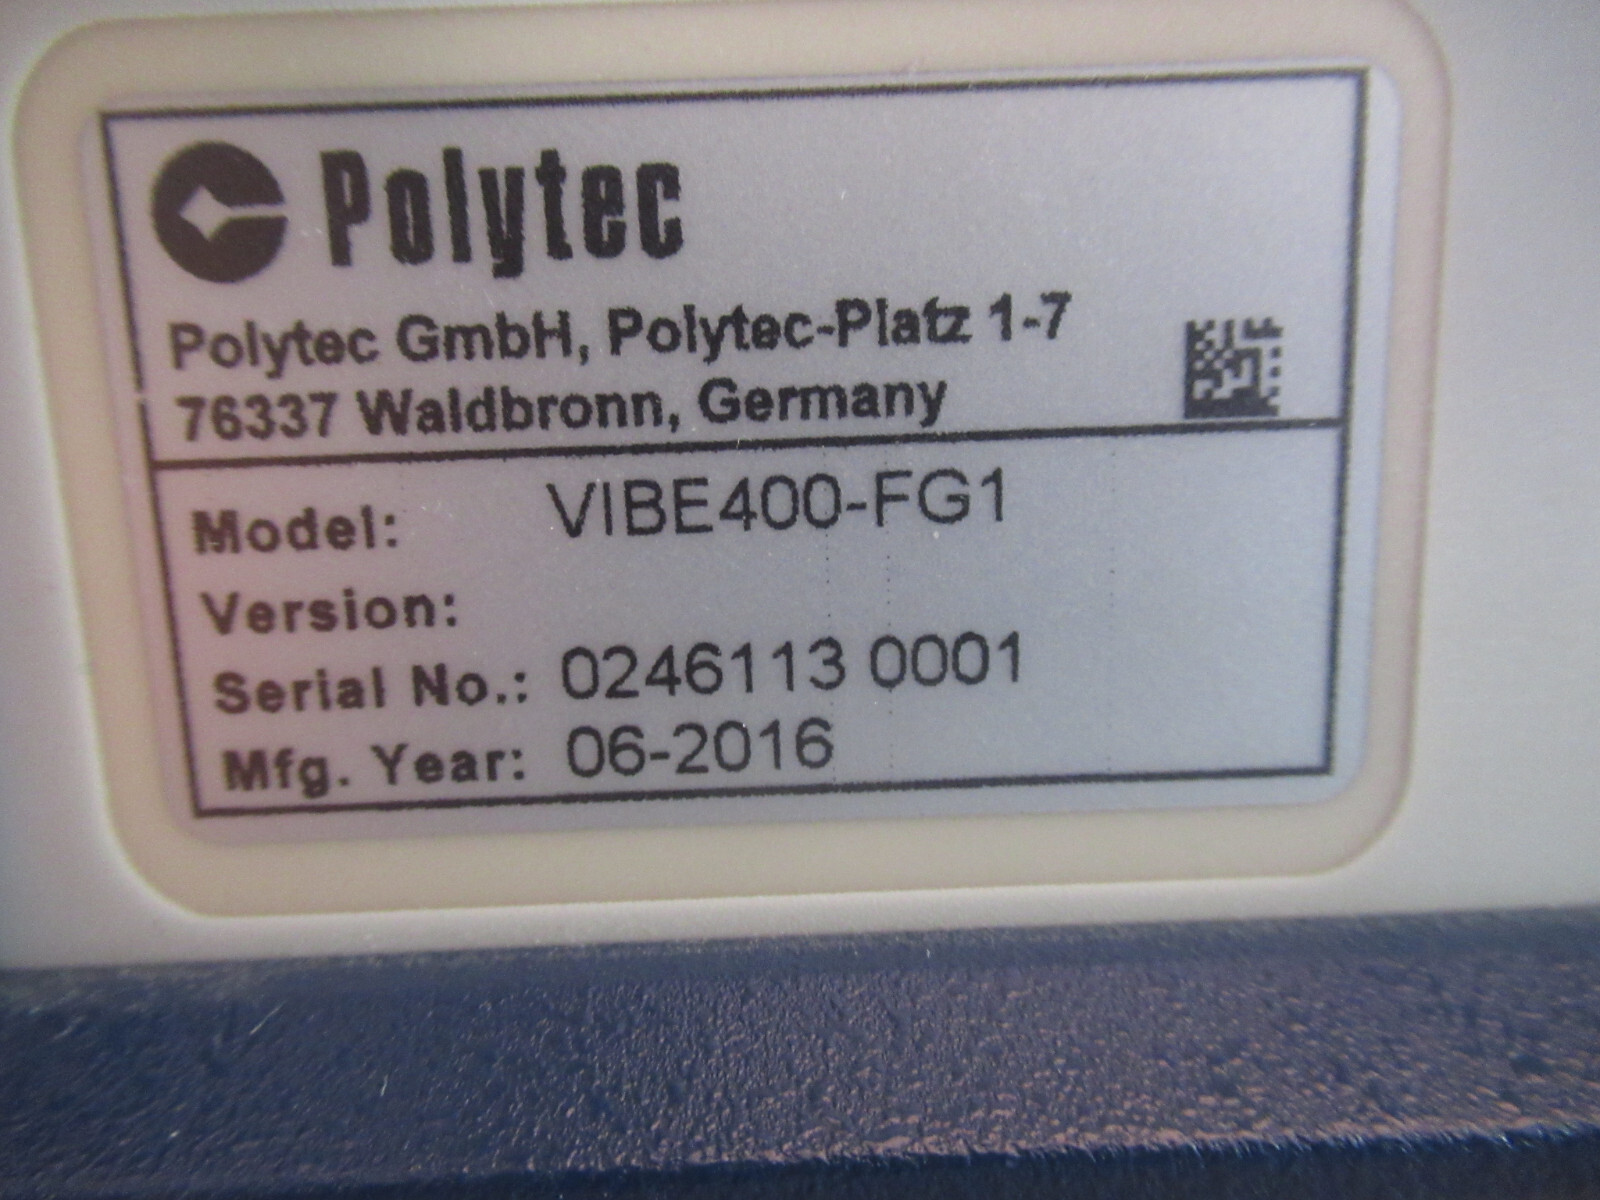 Polytec
Polytec GmbH, Polytec-Platz 1-7
76337 Waldbronn, Germany
Model: VIBE400-FG1
Version:
Serial No.: 0246113 0001
Mfg. Year: 06-2016